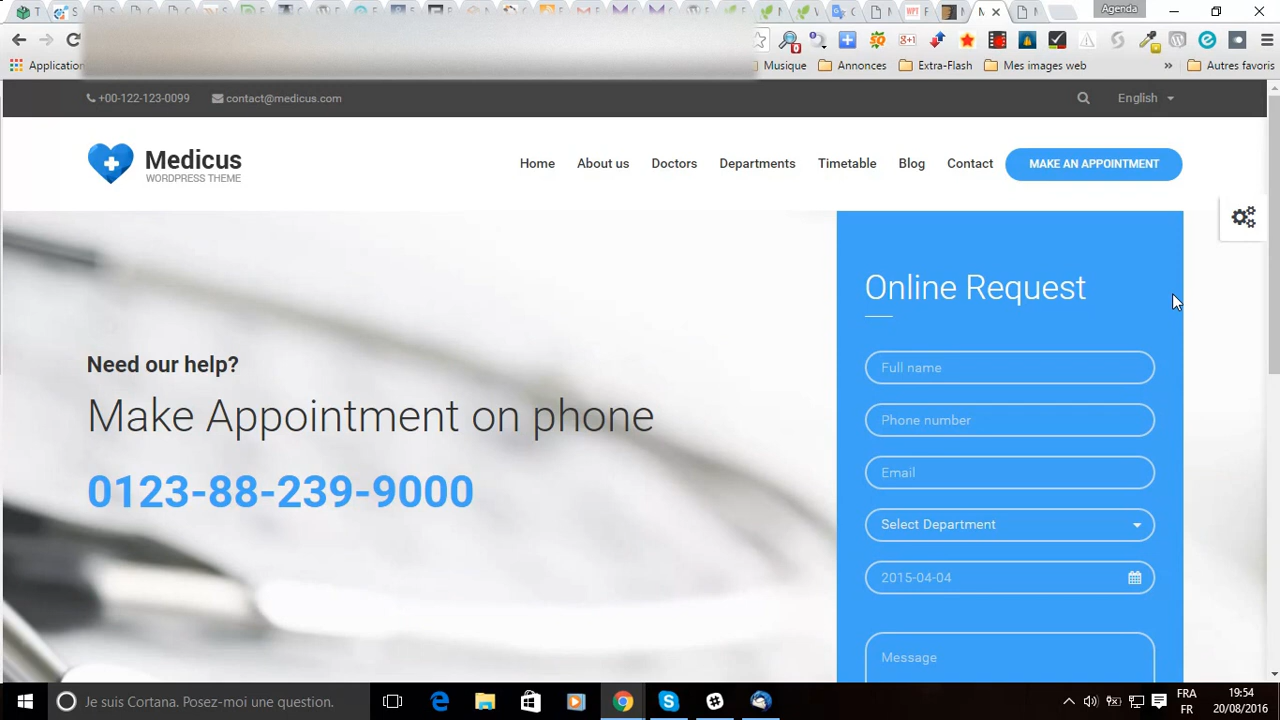 Agenda
Application
Musique
Annonces
Extra-Flash
Mes images web
»
Autres favoris
+00-122-123-0099
contact@medicus.com
English
Medicus
WORDPRESS THEME
Home
About us
Doctors
Departments
Timetable
Blog
Contact
MAKE AN APPOINTMENT
Online Request
Full name
Phone number
Email
Select Department
2015-04-04
Message
Need our help?
Make Appointment on phone
0123-88-239-9000
Je suis Cortana. Posez-moi une question.
FRA
FR
19:54
20/08/2016